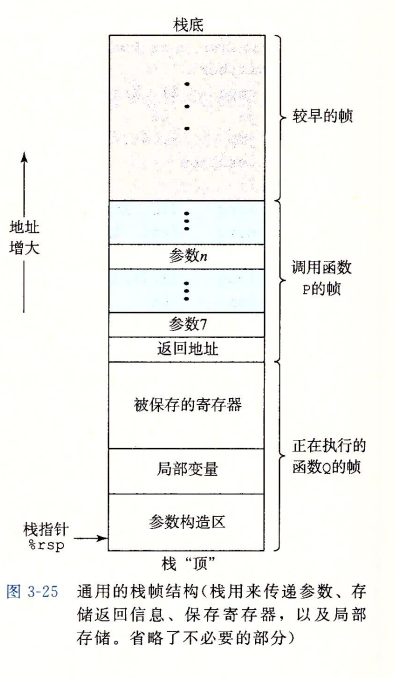 栈底
较早的帧
地址
增大
参数n
调用函数
P的帧
参数7
返回地址
被保存的寄存器
正在执行的
函数Q的帧
局部变量
参数构造区
栈指针
%rsp
栈“顶”
图 3-25 通用的栈帧结构(栈用来传递参数、存
储返回信息、保存寄存器，以及局部
存储。省略了不必要的部分)